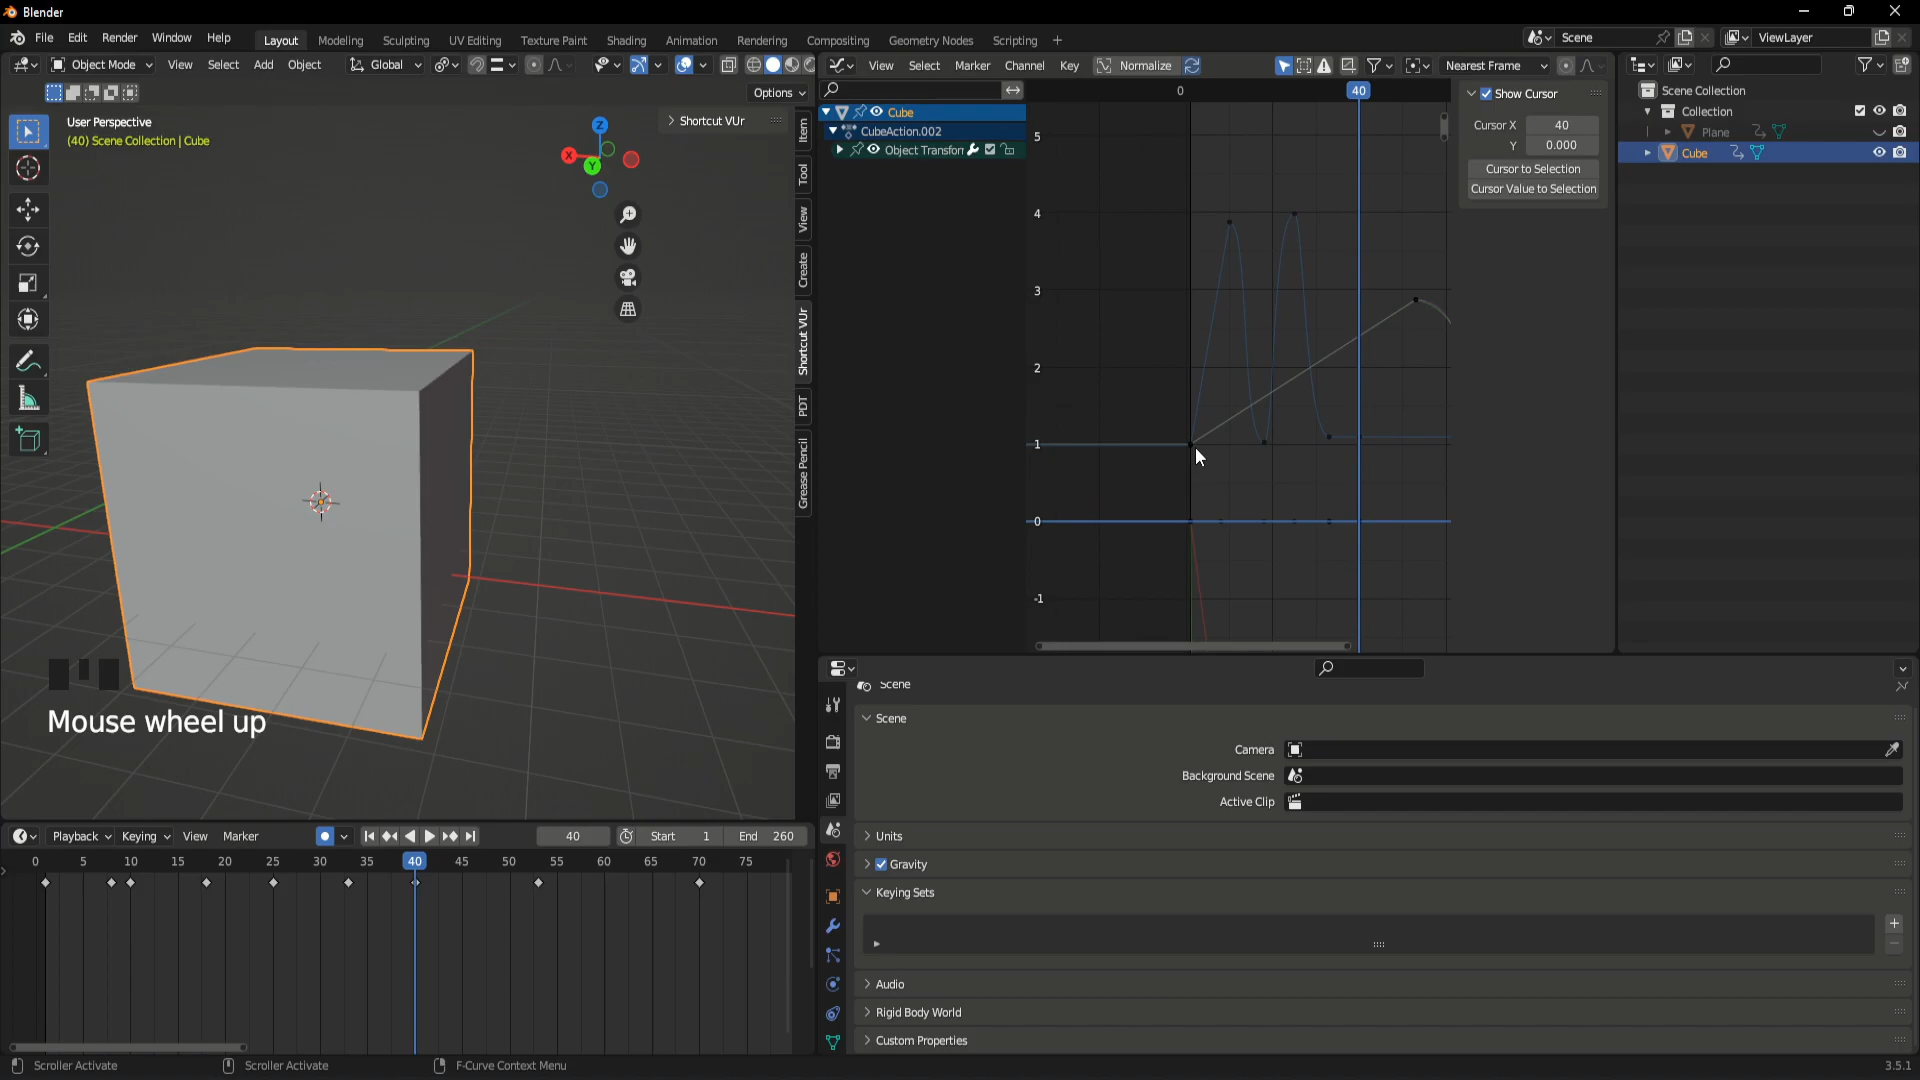 Blender
File Edit Render Window Help
Layout Modeling Sculpting UV Editing Texture Paint Shading Animation Rendering Compositing Geometry Nodes Scripting +
Scene
ViewLayer
Object Mode View Select Add Object Global
Options
User Perspective
(40) Scene Collection | Cube
Shortcut VUr
X
Y
Z
Item
Tool
View
Create
Shortcut VUr
PDT
Grease Pencil
Mouse wheel up
View Select Marker Channel Key Normalize Nearest Frame
Cube
CubeAction.002
Object Transforr
0
40
5
4
3
2
1
0
-1
Show Cursor
Cursor X 40
Y 0.000
Cursor to Selection
Cursor Value to Selection
Scene Collection
Collection
Plane
Cube
Playback Keying View Marker
40
Start 1
End 260
0 5 10 15 20 25 30 35 40 45 50 55 60 65 70 75
Scene
Scene
Camera
Background Scene
Active Clip
Units
Gravity
Keying Sets
Audio
Rigid Body World
Custom Properties
Scroller Activate
Scroller Activate
F-Curve Context Menu
3.5.1